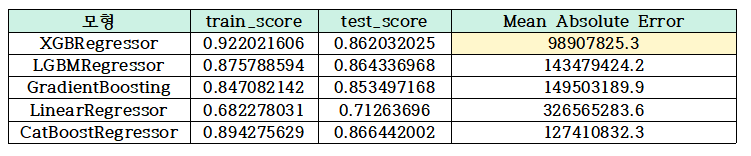 모형 train_score test_score Mean Absolute Error
XGBRegressor 0.922021606 0.862032025 98907825.3
LGBMRegressor 0.875788594 0.864336968 143479424.2
GradientBoosting 0.847082142 0.853497168 149503189.9
LinearRegressor 0.682278031 0.71263696 326565283.6
CatBoostRegressor 0.894275629 0.866442002 127410832.3